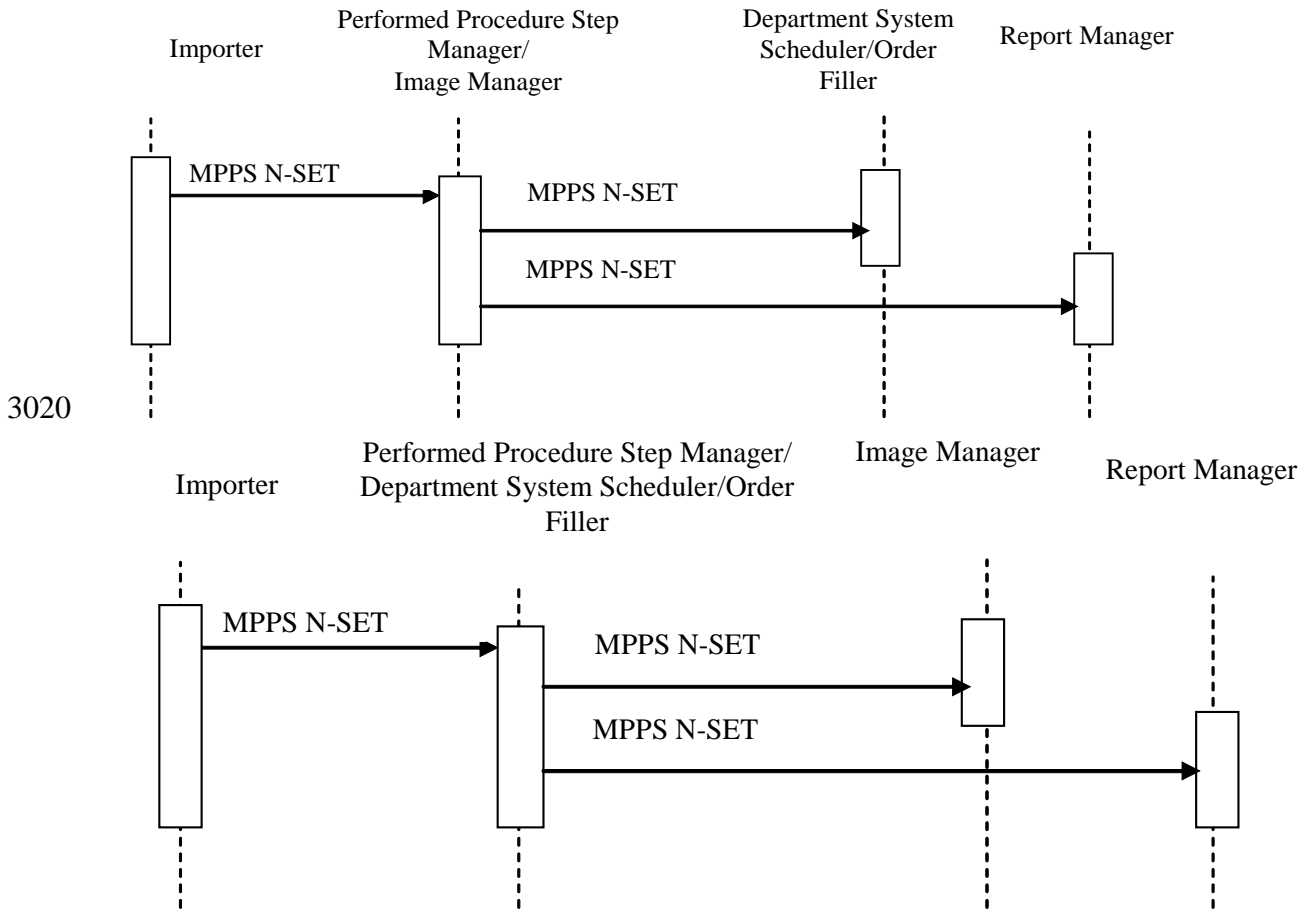 Importer
Performed Procedure Step
Manager/
Image Manager
Department System
Scheduler/Order
Filler
Report Manager
MPPS N-SET
MPPS N-SET
MPPS N-SET
3020
Importer
Performed Procedure Step Manager/
Department System Scheduler/Order
Filler
Image Manager
Report Manager
MPPS N-SET
MPPS N-SET
MPPS N-SET